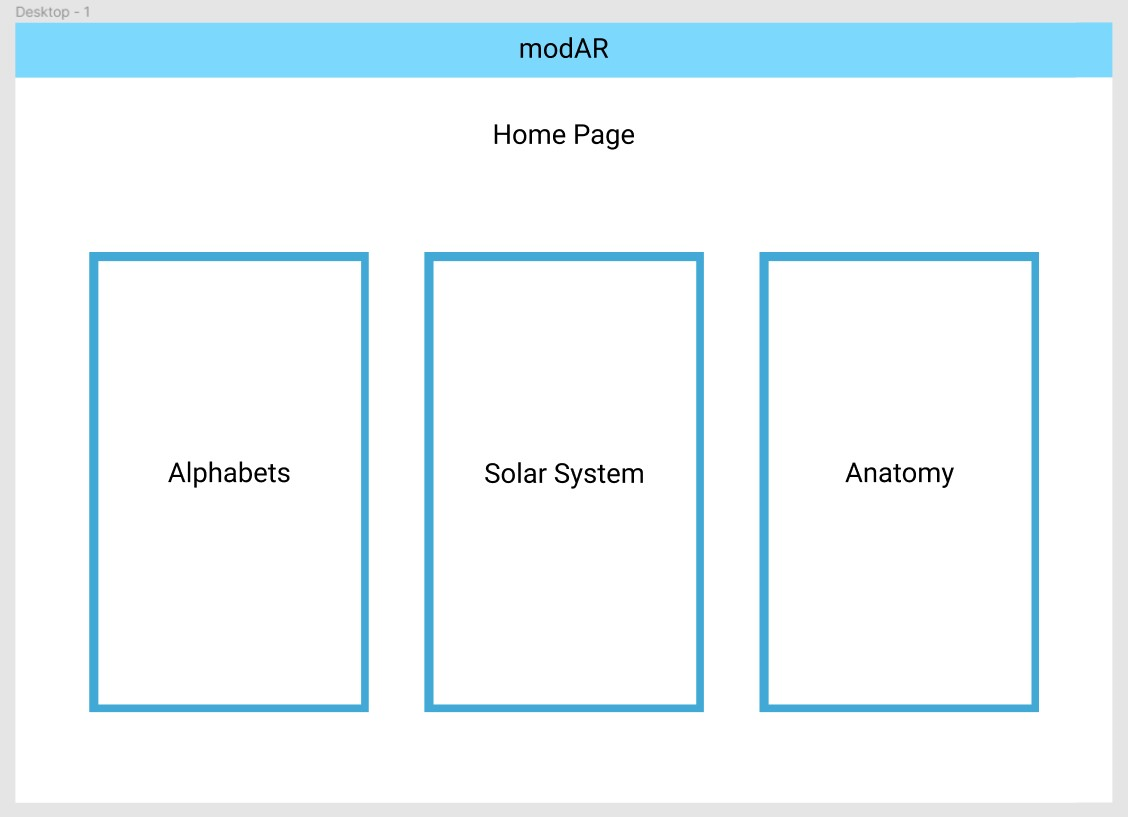 Desktop - 1
modAR
Home Page
Alphabets
Solar System
Anatomy